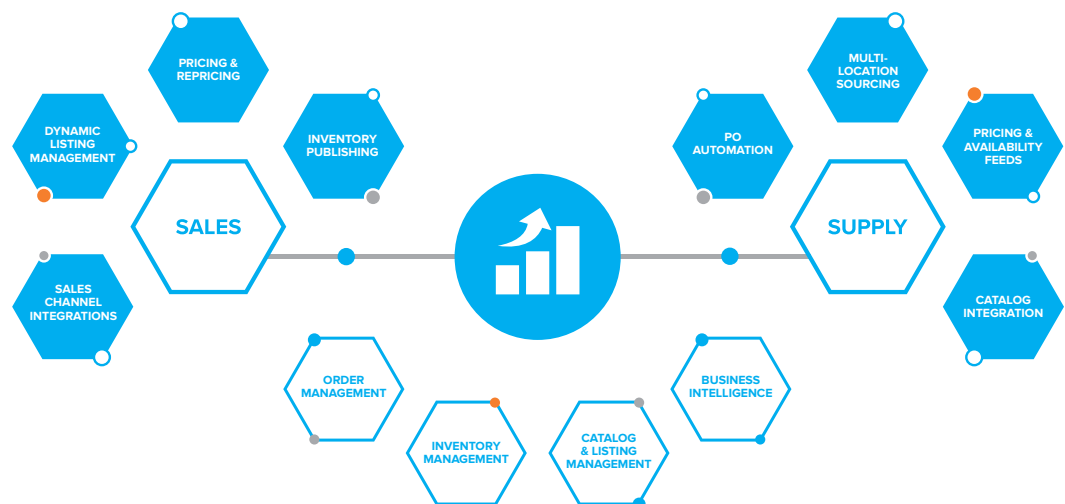 PRICING &
REPRICING
DYNAMIC
LISTING
MANAGEMENT
INVENTORY
PUBLISHING
SALES
SALES
CHANNEL
INTEGRATIONS
MULTI-
LOCATION
SOURCING
PO
AUTOMATION
PRICING &
AVAILABILITY
FEEDS
SUPPLY
CATALOG
INTEGRATION
ORDER
MANAGEMENT
INVENTORY
MANAGEMENT
CATALOG
& LISTING
MANAGEMENT
BUSINESS
INTELLIGENCE